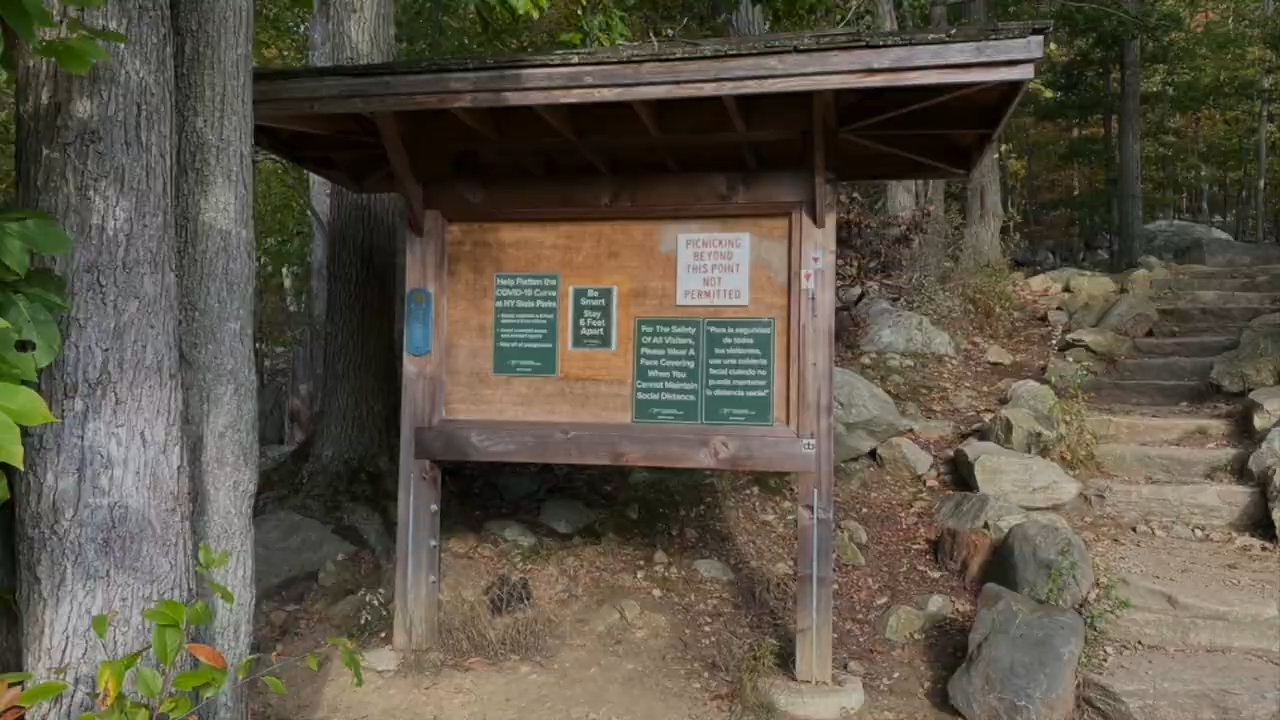 PICNICKING
BEYOND
THIS POINT
NOT
PERMITTED
Help Flatten the
COVID-19 Curve
at NY State Parks
Be
Smart
Stay
6 Feet
Apart
For The Safety
Of All Visitors,
Please Wear A
Face Covering
When You
Cannot Maintain
Social Distance.
"Para la seguridad
de todos
los visitantes,
use una cubierta
facial cuando no
pueda mantener
la distancia social"